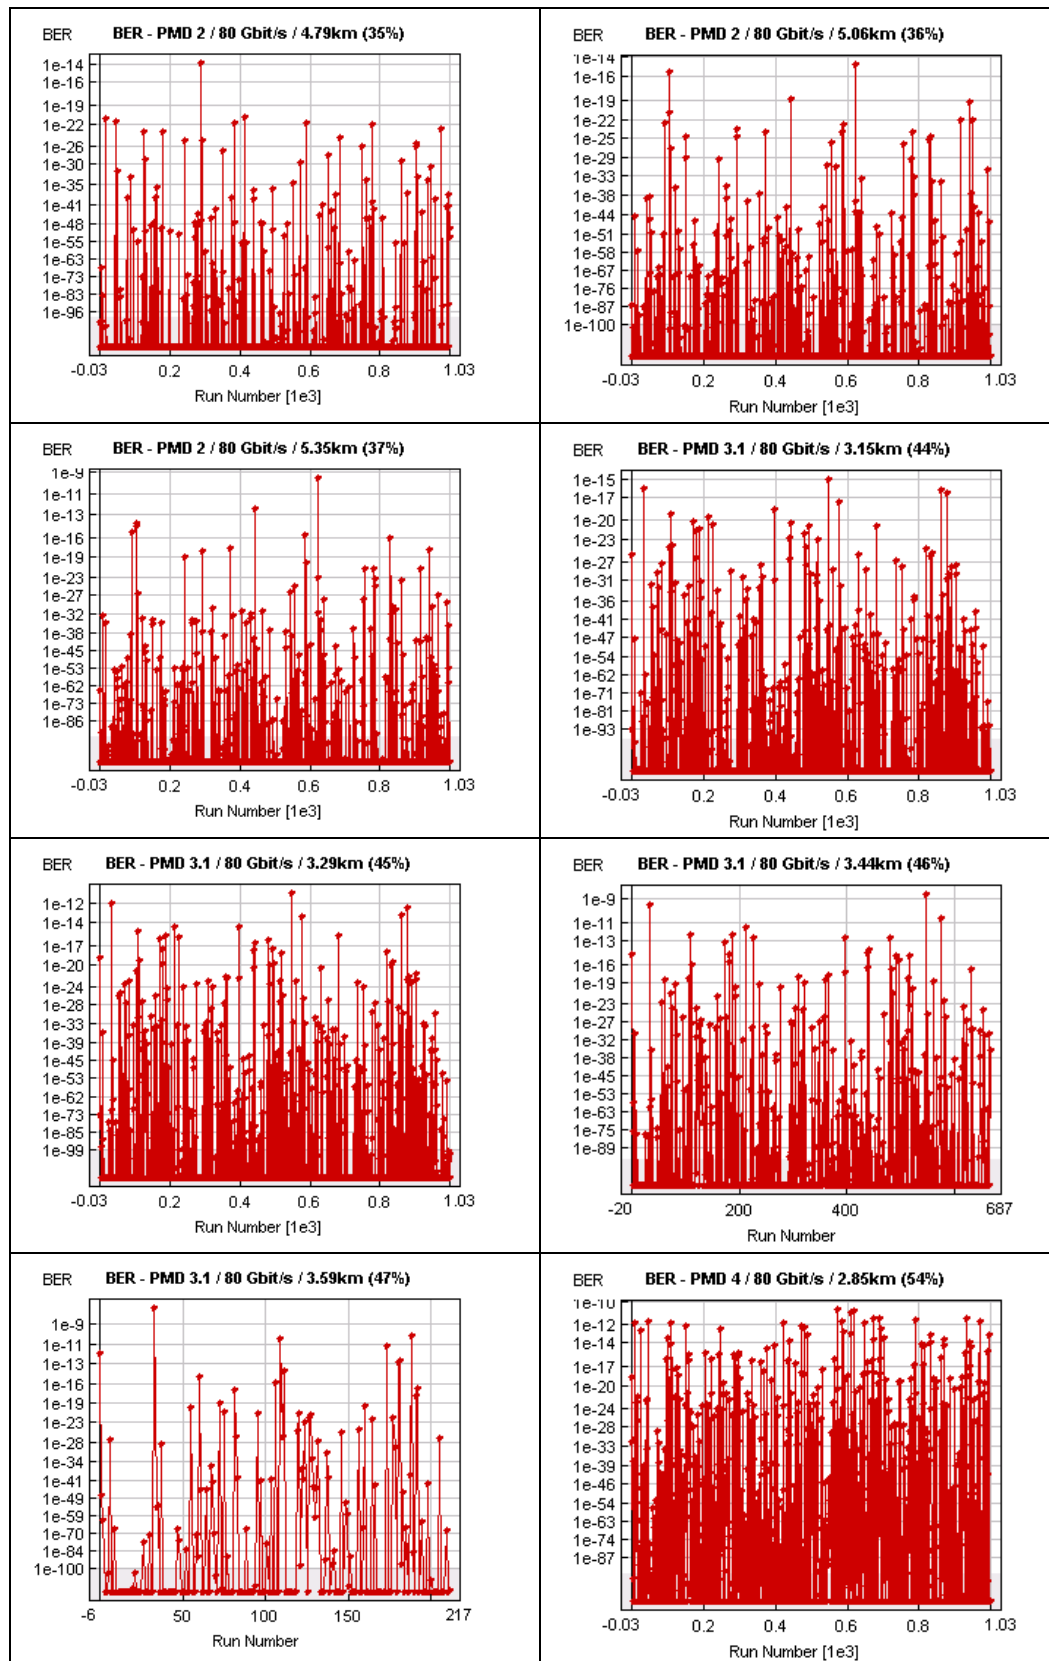 BER
BER - PMD 2 / 80 Gbit/s / 4.79km (35%)
1e-14
1e-16
1e-19
1e-22
1e-26
1e-30
1e-35
1e-41
1e-48
1e-55
1e-63
1e-73
1e-83
1e-96
-0.03
0.2
0.4
0.6
0.8
1.03
Run Number [1e3]
BER
BER - PMD 2 / 80 Gbit/s / 5.06km (36%)
1e-14
1e-16
1e-19
1e-22
1e-26
1e-29
1e-33
1e-38
1e-44
1e-51
1e-58
1e-67
1e-76
1e-87
1e-100
-0.03
0.2
0.4
0.6
0.8
1.03
Run Number [1e3]
BER
BER - PMD 2 / 80 Gbit/s / 5.35km (37%)
1e-9
1e-11
1e-13
1e-16
1e-19
1e-23
1e-27
1e-32
1e-38
1e-45
1e-53
1e-62
1e-73
1e-86
-0.03
0.2
0.4
0.6
0.8
1.03
Run Number [1e3]
BER
BER - PMD 3.1 / 80 Gbit/s / 3.15km (44%)
1e-15
1e-17
1e-20
1e-23
1e-27
1e-31
1e-36
1e-41
1e-47
1e-54
1e-62
1e-71
1e-81
1e-93
-0.03
0.2
0.4
0.6
0.8
1.03
Run Number [1e3]
BER
BER - PMD 3.1 / 80 Gbit/s / 3.29km (45%)
1e-12
1e-14
1e-17
1e-20
1e-24
1e-28
1e-33
1e-39
1e-45
1e-53
1e-62
1e-73
1e-85
1e-99
-0.03
0.2
0.4
0.6
0.8
1.03
Run Number [1e3]
BER
BER - PMD 3.1 / 80 Gbit/s / 3.44km (46%)
1e-9
1e-11
1e-13
1e-16
1e-19
1e-23
1e-27
1e-32
1e-38
1e-45
1e-53
1e-63
1e-75
1e-89
-20
200
400
687
Run Number
BER
BER - PMD 3.1 / 80 Gbit/s / 3.59km (47%)
1e-9
1e-11
1e-13
1e-16
1e-19
1e-23
1e-28
1e-34
1e-41
1e-49
1e-59
1e-70
1e-84
1e-100
-6
50
100
150
217
Run Number
BER
BER - PMD 4 / 80 Gbit/s / 2.85km (54%)
1e-10
1e-12
1e-14
1e-17
1e-20
1e-24
1e-28
1e-33
1e-39
1e-46
1e-54
1e-63
1e-74
1e-87
-0.03
0.2
0.4
0.6
0.8
1.03
Run Number [1e3]